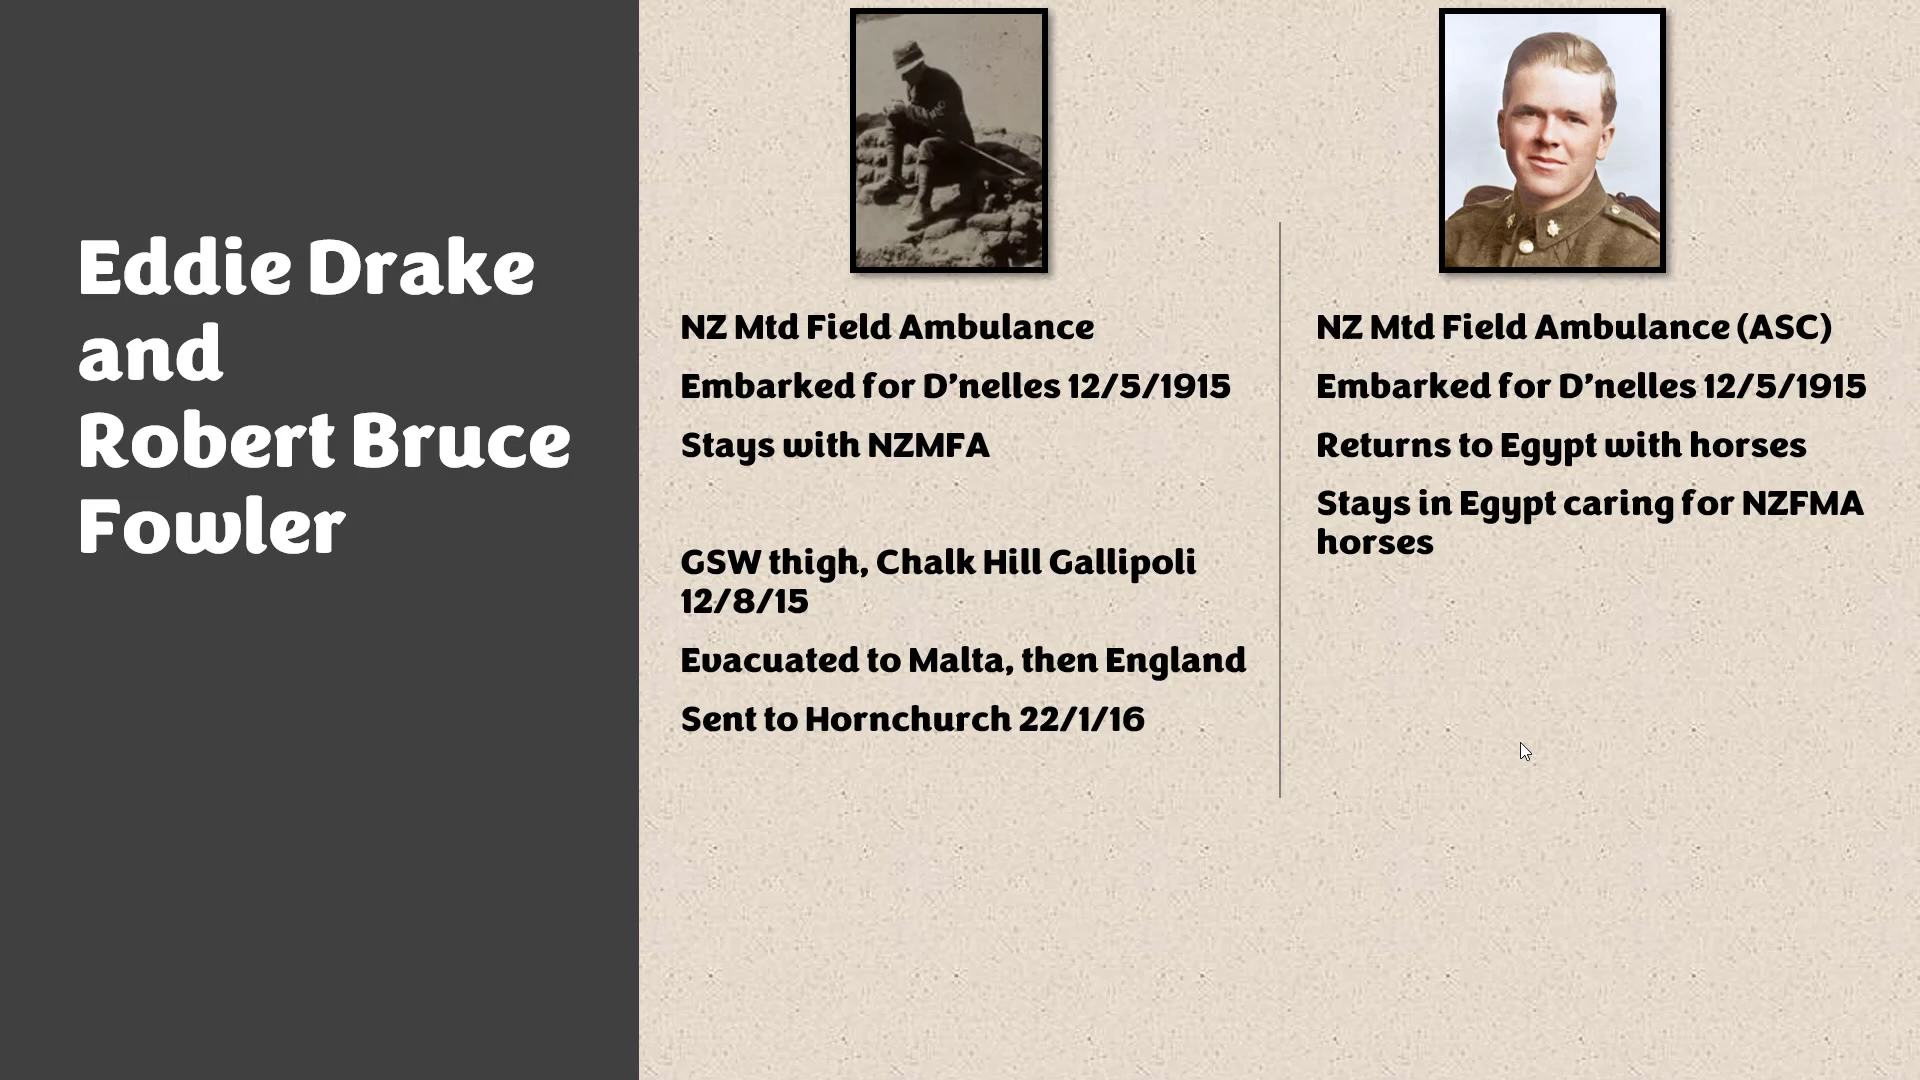 Eddie Drake
and
Robert Bruce
Fowler
NZ Mtd Field Ambulance
Embarked for D’nelles 12/5/1915
Stays with NZMFA
GSW thigh, Chalk Hill Gallipoli
12/8/15
Evacuated to Malta, then England
Sent to Hornchurch 22/1/16
NZ Mtd Field Ambulance (ASC)
Embarked for D’nelles 12/5/1915
Returns to Egypt with horses
Stays in Egypt caring for NZFMA
horses